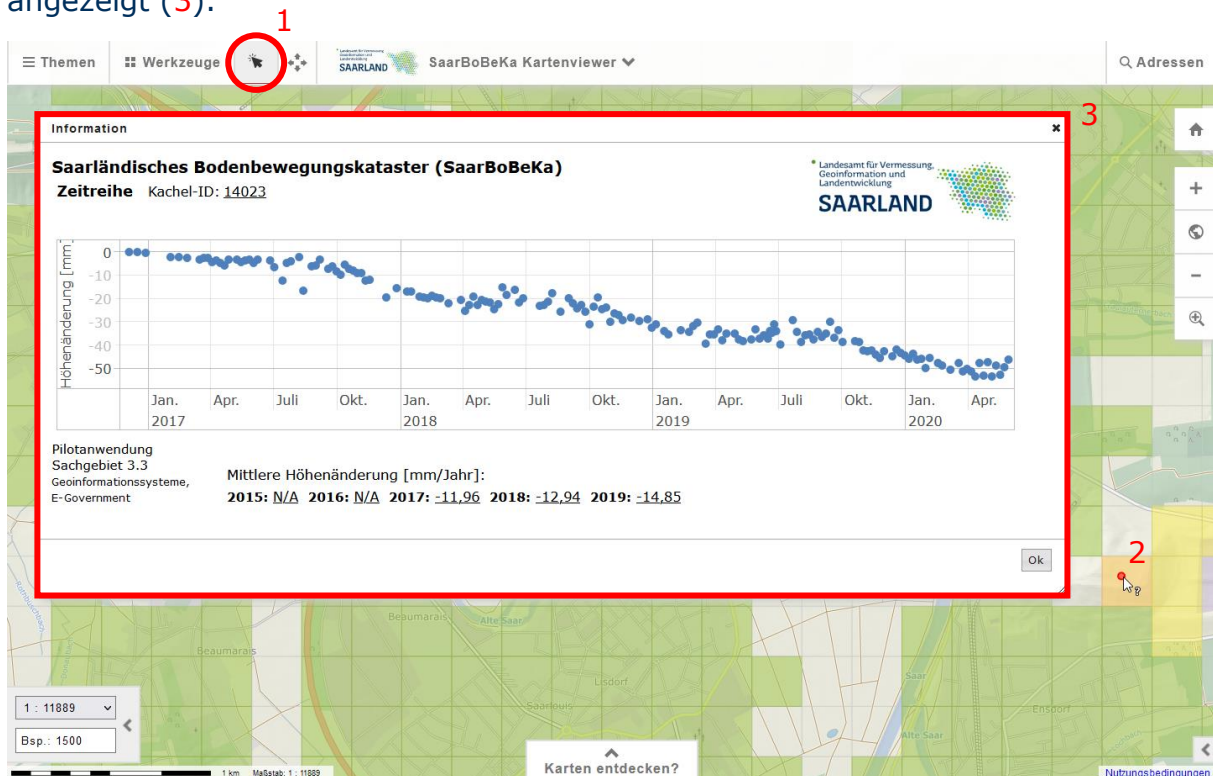 angezeigt (3).
1
Themen Werkzeuge SAARLAND SaarBoBeKa Kartenviewer Adressen
3
Information
Saarländisches Bodenbewegungskataster (SaarBoBeKa)
Zeitreihe Kachel-ID: 14023
Landesamt für Vermessung,
Geoinformation und
Landentwicklung
SAARLAND
Höhenänderung [mm]
0
-10
-20
-30
-40
-50
Jan. Apr. Juli Okt. Jan. Apr. Juli Okt. Jan. Apr. Juli Okt. Jan. Apr.
2017 2018 2019 2020
Pilotanwendung
Sachgebiet 3.3
Geoinformationssysteme,
E-Government
Mittlere Höhenänderung [mm/Jahr]:
2015: N/A 2016: N/A 2017: -11,96 2018: -12,94 2019: -14,85
Ok
2
?
Beaumarais
Alte Saar
Beaumarais
Lisdorf
Saar
Saarlouis
Ensdorf
Alte Saar
1 : 11889
Bsp.: 1500
Karten entdecken?
1 km Maßstab: 1 : 11889
Nutzungsbedingungen